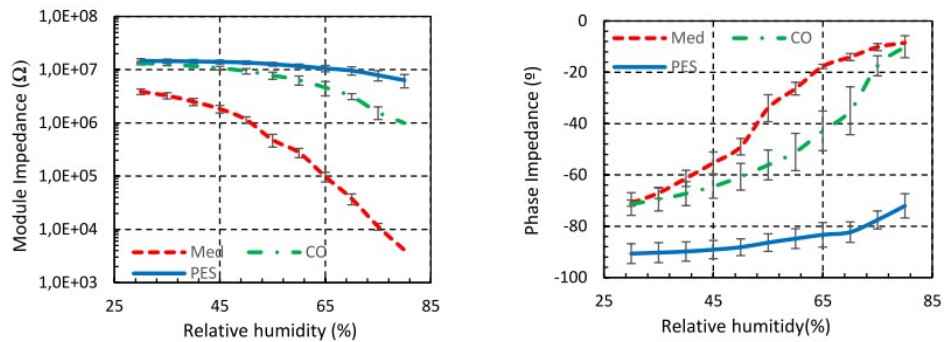 1,0E+08
1,0E+07
1,0E+06
1,0E+05
1,0E+04
1,0E+03
Module Impedance (Ω)
Med
CO
PES
25
45
65
85
Relative humidity (%)
0
-20
-40
-60
-80
-100
Phase Impedance (º)
Med
CO
PES
25
45
65
85
Relative humitidy(%)